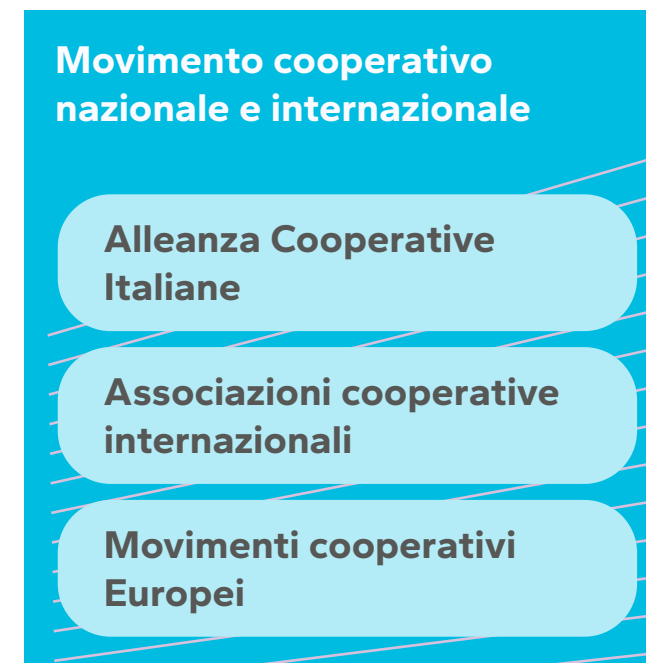 Movimento cooperativo
nazionale e internazionale
Alleanza Cooperative
Italiane
Associazioni cooperative
internazionali
Movimenti cooperativi
Europei